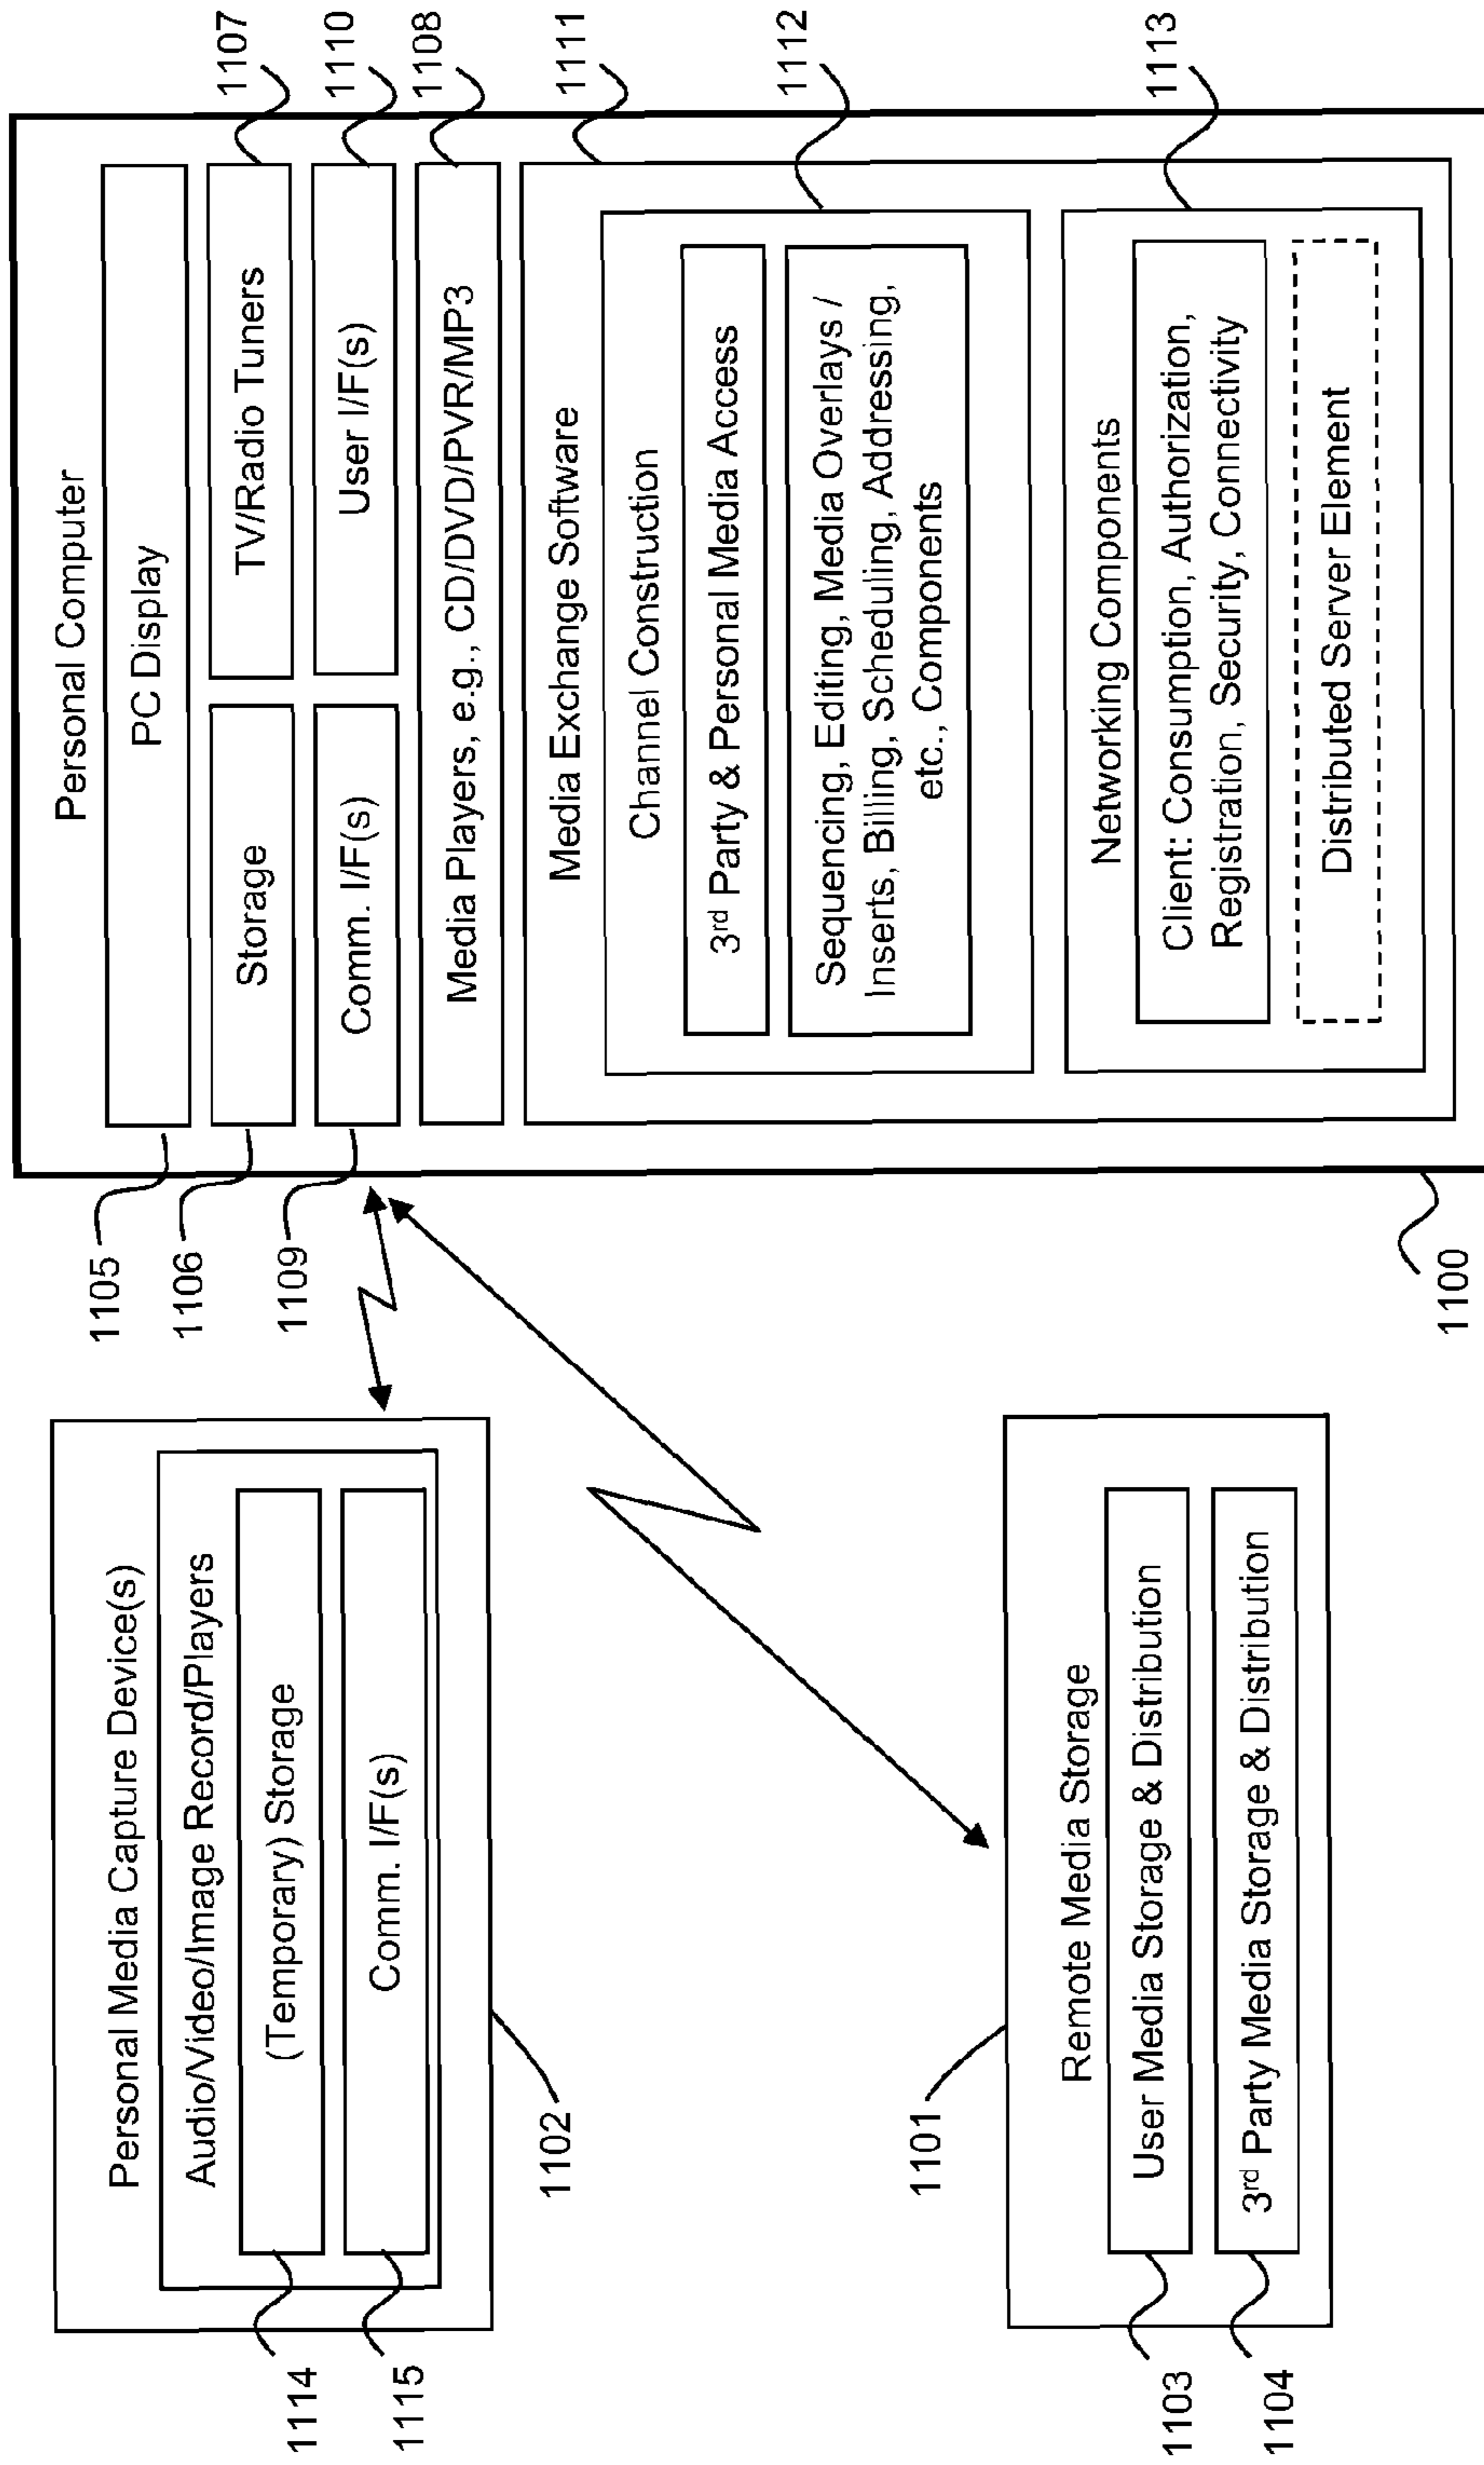 Personal Media Capture Device(s)
Audio/Video/Image Record/Players
(Temporary) Storage
Comm. I/F(s)
1114
1115
1102
Remote Media Storage
User Media Storage & Distribution
3rd Party Media Storage & Distribution
1101
1103
1104
Personal Computer
PC Display
Storage
TV/Radio Tuners
Comm. I/F(s)
User I/F(s)
Media Players, e.g., CD/DVD/PVR/MP3
Media Exchange Software
Channel Construction
3rd Party & Personal Media Access
Sequencing, Editing, Media Overlays /
Inserts, Billing, Scheduling, Addressing,
etc., Components
Networking Components
Client: Consumption, Authorization,
Registration, Security, Connectivity
Distributed Server Element
1105
1106
1109
1100
1107
1110
1108
1111
1112
1113